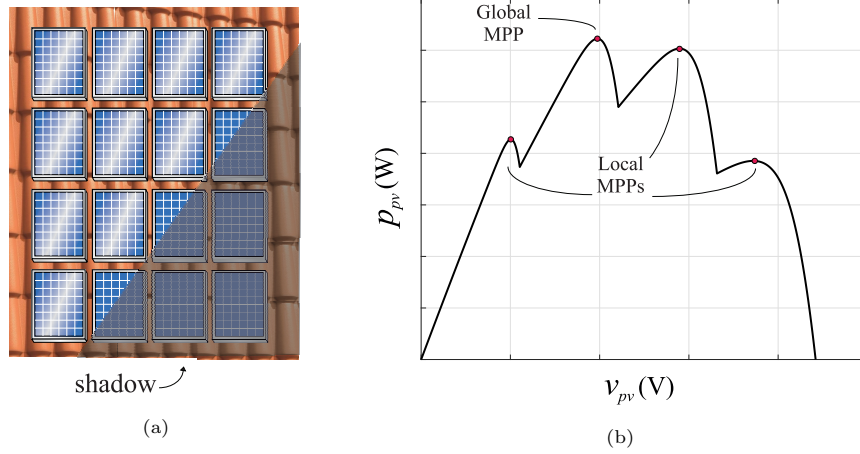 shadow
(a)
Global
MPP
Local
MPPs
p_pv (W)
v_pv (V)
(b)